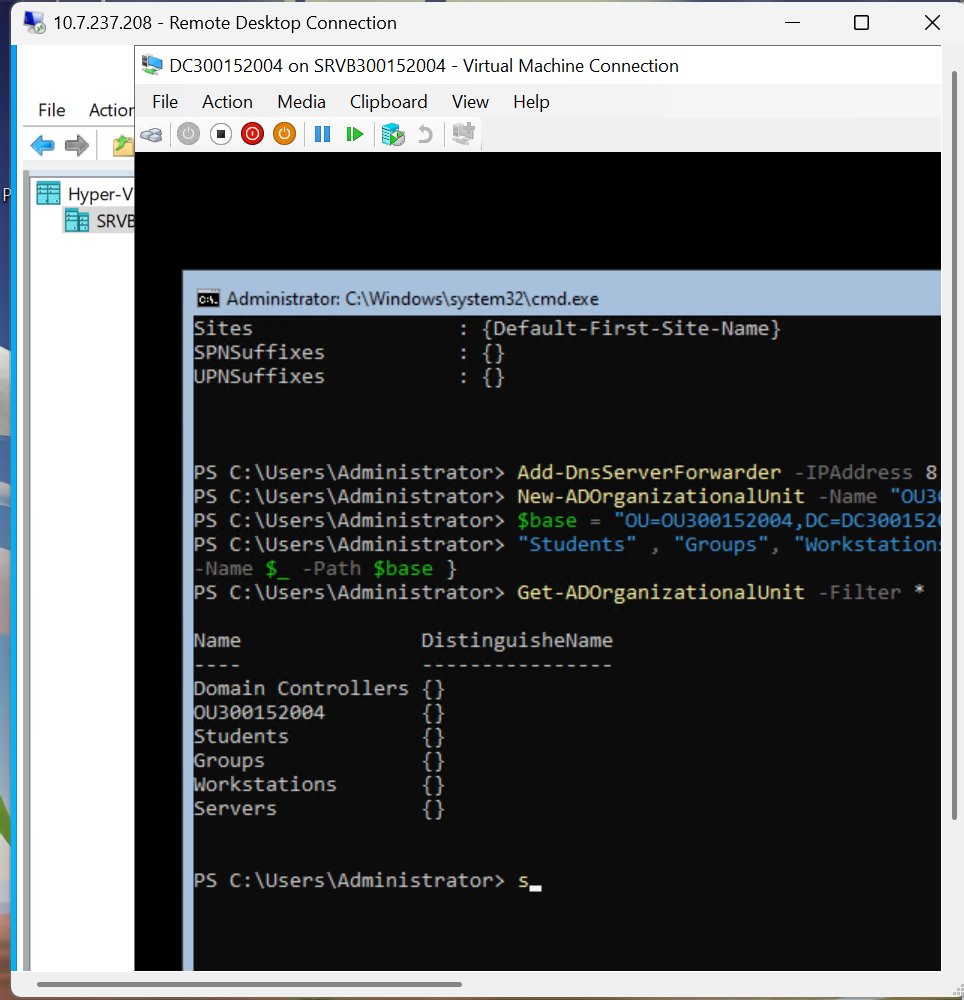 10.7.237.208 - Remote Desktop Connection
DC300152004 on SRVB300152004 - Virtual Machine Connection
File Action
File Action Media Clipboard View Help
P
Hyper-V
SRVB
Administrator: C:\Windows\system32\cmd.exe
Sites : {Default-First-Site-Name}
SPNSuffixes : {}
UPNSuffixes : {}
PS C:\Users\Administrator> Add-DnsServerForwarder -IPAddress 8
PS C:\Users\Administrator> New-ADOrganizationalUnit -Name "OU30
PS C:\Users\Administrator> $base = "OU=OU300152004,DC=DC3001520
PS C:\Users\Administrator> "Students" , "Groups", "Workstations
-Name $_ -Path $base }
PS C:\Users\Administrator> Get-ADOrganizationalUnit -Filter *
Name DistinguisheName
---- ----------------
Domain Controllers {}
OU300152004 {}
Students {}
Groups {}
Workstations {}
Servers {}
PS C:\Users\Administrator> s_